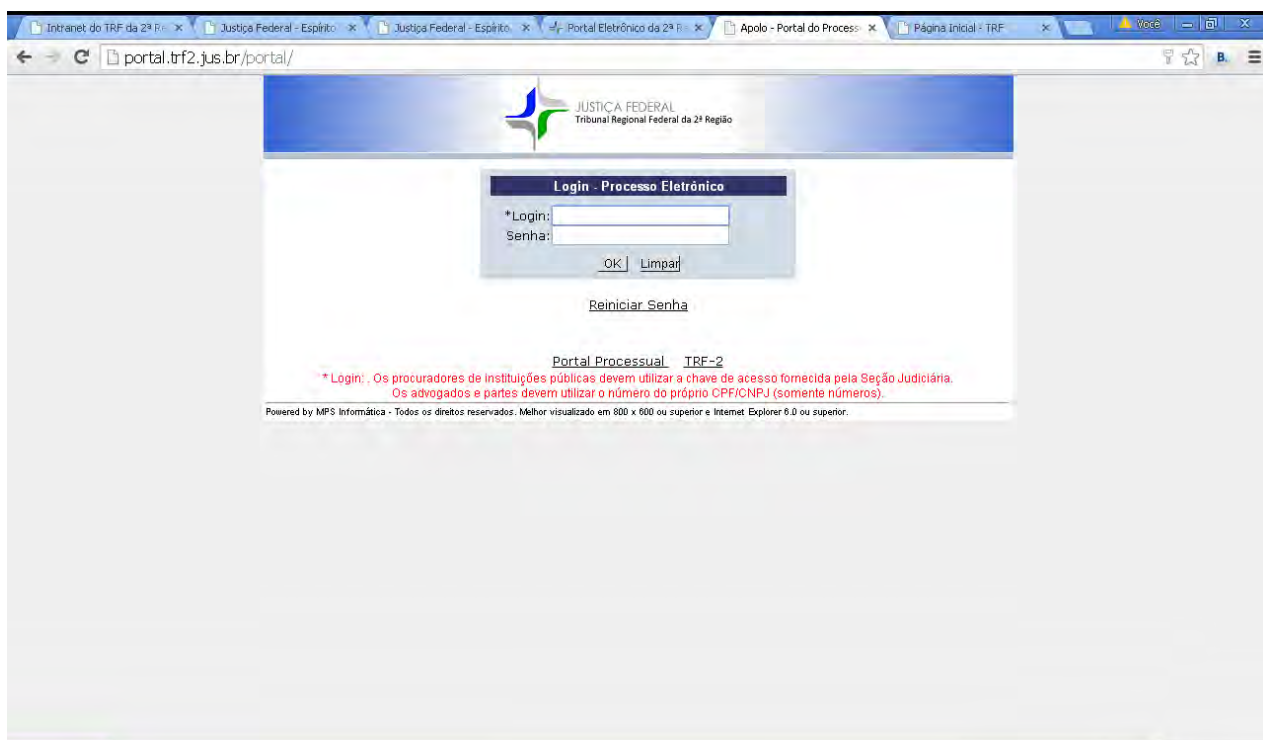 Intranet do TRF da 2ª Re
Justiça Federal - Espírito
Justiça Federal - Espírito
Portal Eletrônico da 2ª R
Apolo - Portal do Process
Página Inicial - TRF
Você
portal.trf2.jus.br/portal/
B.
JUSTIÇA FEDERAL
Tribunal Regional Federal da 2ª Região
Login - Processo Eletrônico
*Login:
Senha:
OK Limpar
Reiniciar Senha
Portal Processual TRF-2
* Login: . Os procuradores de instituições públicas devem utilizar a chave de acesso fornecida pela Seção Judiciária.
Os advogados e partes devem utilizar o número do próprio CPF/CNPJ (somente números).
Powered by MPS Informática - Todos os direitos reservados. Melhor visualizado em 800 x 600 ou superior e Internet Explorer 6.0 ou superior.